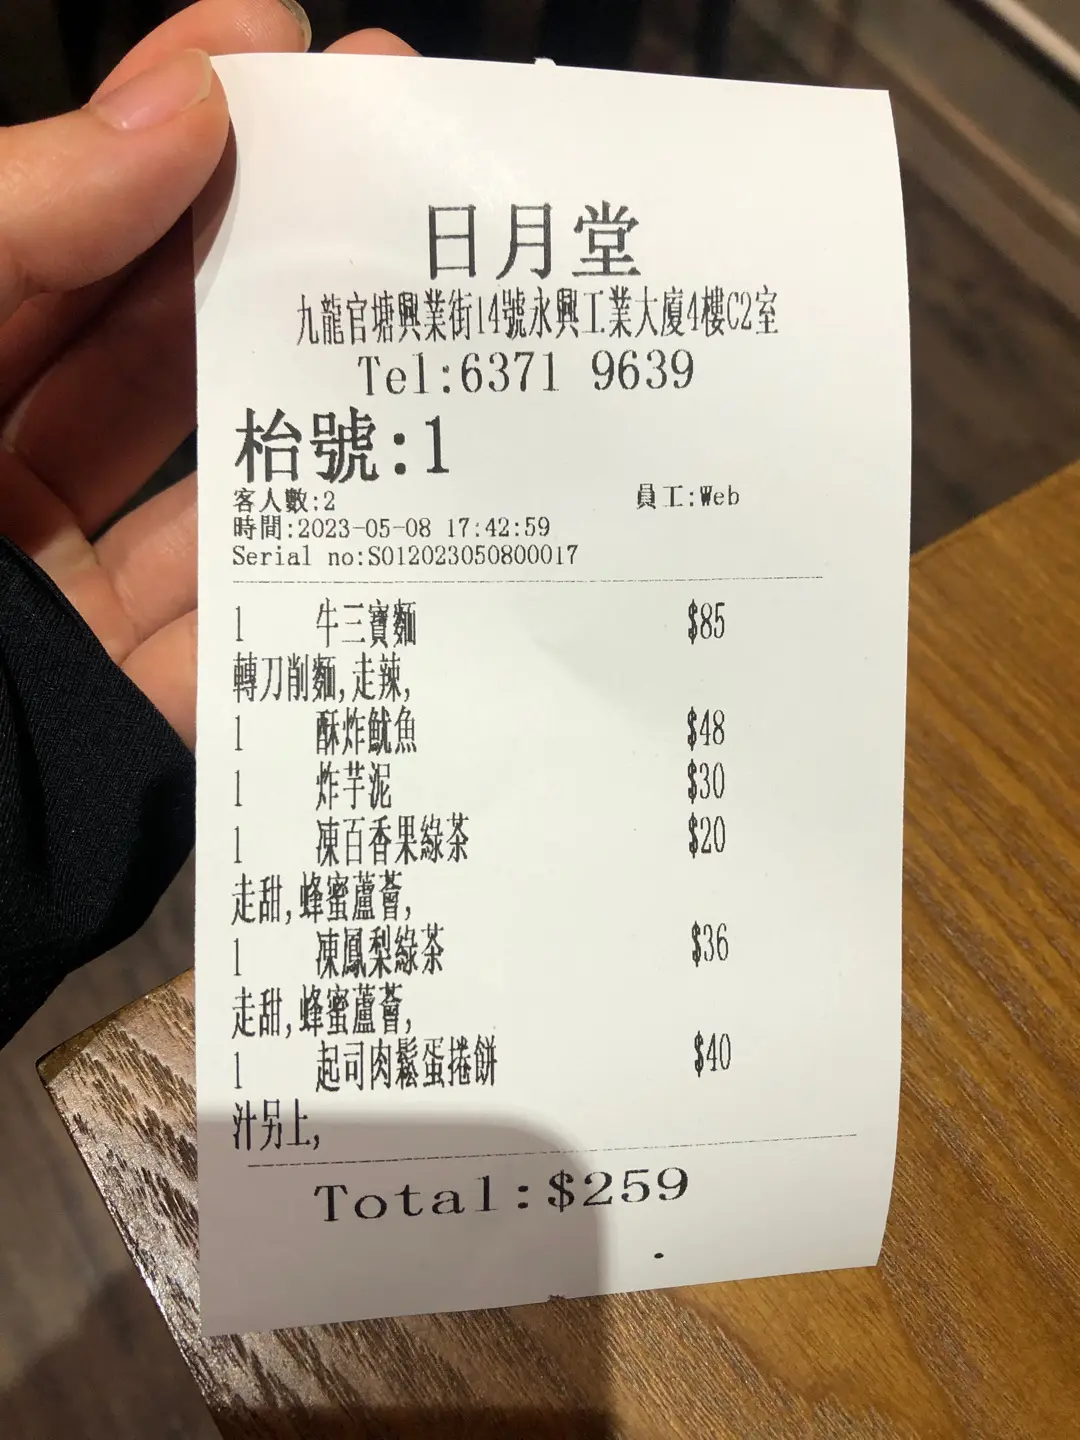 日月堂
九龍官塘興業街14號永興工業大廈4樓C2室
Tel:6371 9639
枱號:1
客人數:2 員工:Web
時間:2023-05-08 17:42:59
Serial no:S012023050800017
1 牛三寶麵 $85
轉刀削麵,走辣,
1 酥炸魷魚 $48
1 炸芋泥 $30
1 凍百香果綠茶 $20
走甜,蜂蜜蘆薈,
1 凍鳳梨綠茶 $36
走甜,蜂蜜蘆薈,
1 起司肉鬆蛋捲餅 $40
汁另上,
Total:$259